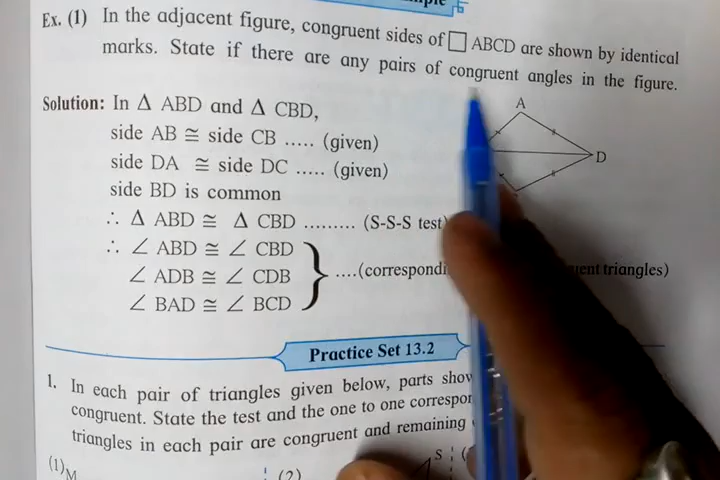 Ex. (1) In the adjacent figure, congruent sides of □ ABCD are shown by identical
marks. State if there are any pairs of congruent angles in the figure.
Solution: In Δ ABD and Δ CBD,
side AB ≅ side CB ..... (given)
side DA ≅ side DC ..... (given)
side BD is common
∴ Δ ABD ≅ Δ CBD ......... (S-S-S test)
∴ ∠ ABD ≅ ∠ CBD
∠ ADB ≅ ∠ CDB
∠ BAD ≅ ∠ BCD
....(correspondi
triangles)
A
D
Practice Set 13.2
1. In each pair of triangles given below, parts
congruent. State the test and the one to one
triangles in each pair are congruent and remaining
(1) M
(2)
S